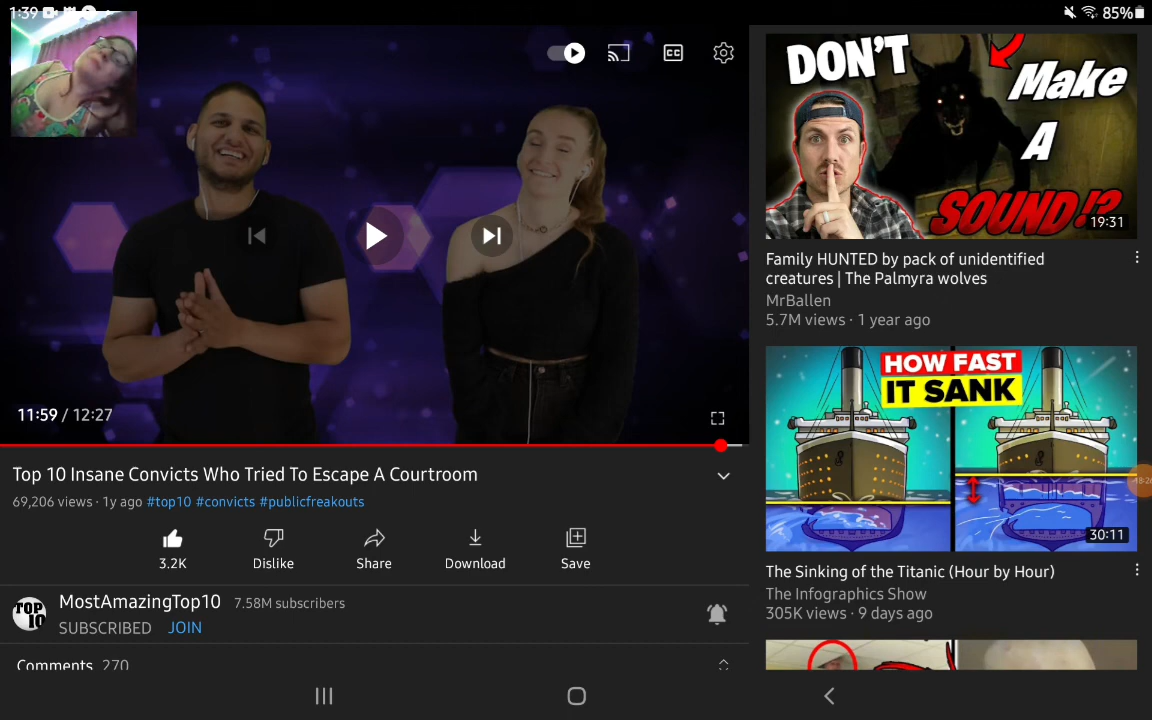 1:39
85%
CC
11:59 / 12:27
Top 10 Insane Convicts Who Tried To Escape A Courtroom
69,206 views · 1y ago #top10 #convicts #publicfreakouts
3.2K
Dislike
Share
Download
Save
TOP
10
MostAmazingTop10 7.58M subscribers
SUBSCRIBED JOIN
Comments 270
DON'T
Make
A
SOUND!?
19:31
Family HUNTED by pack of unidentified
creatures | The Palmyra wolves
MrBallen
5.7M views · 1 year ago
HOW FAST
IT SANK
30:11
The Sinking of the Titanic (Hour by Hour)
The Infographics Show
305K views · 9 days ago